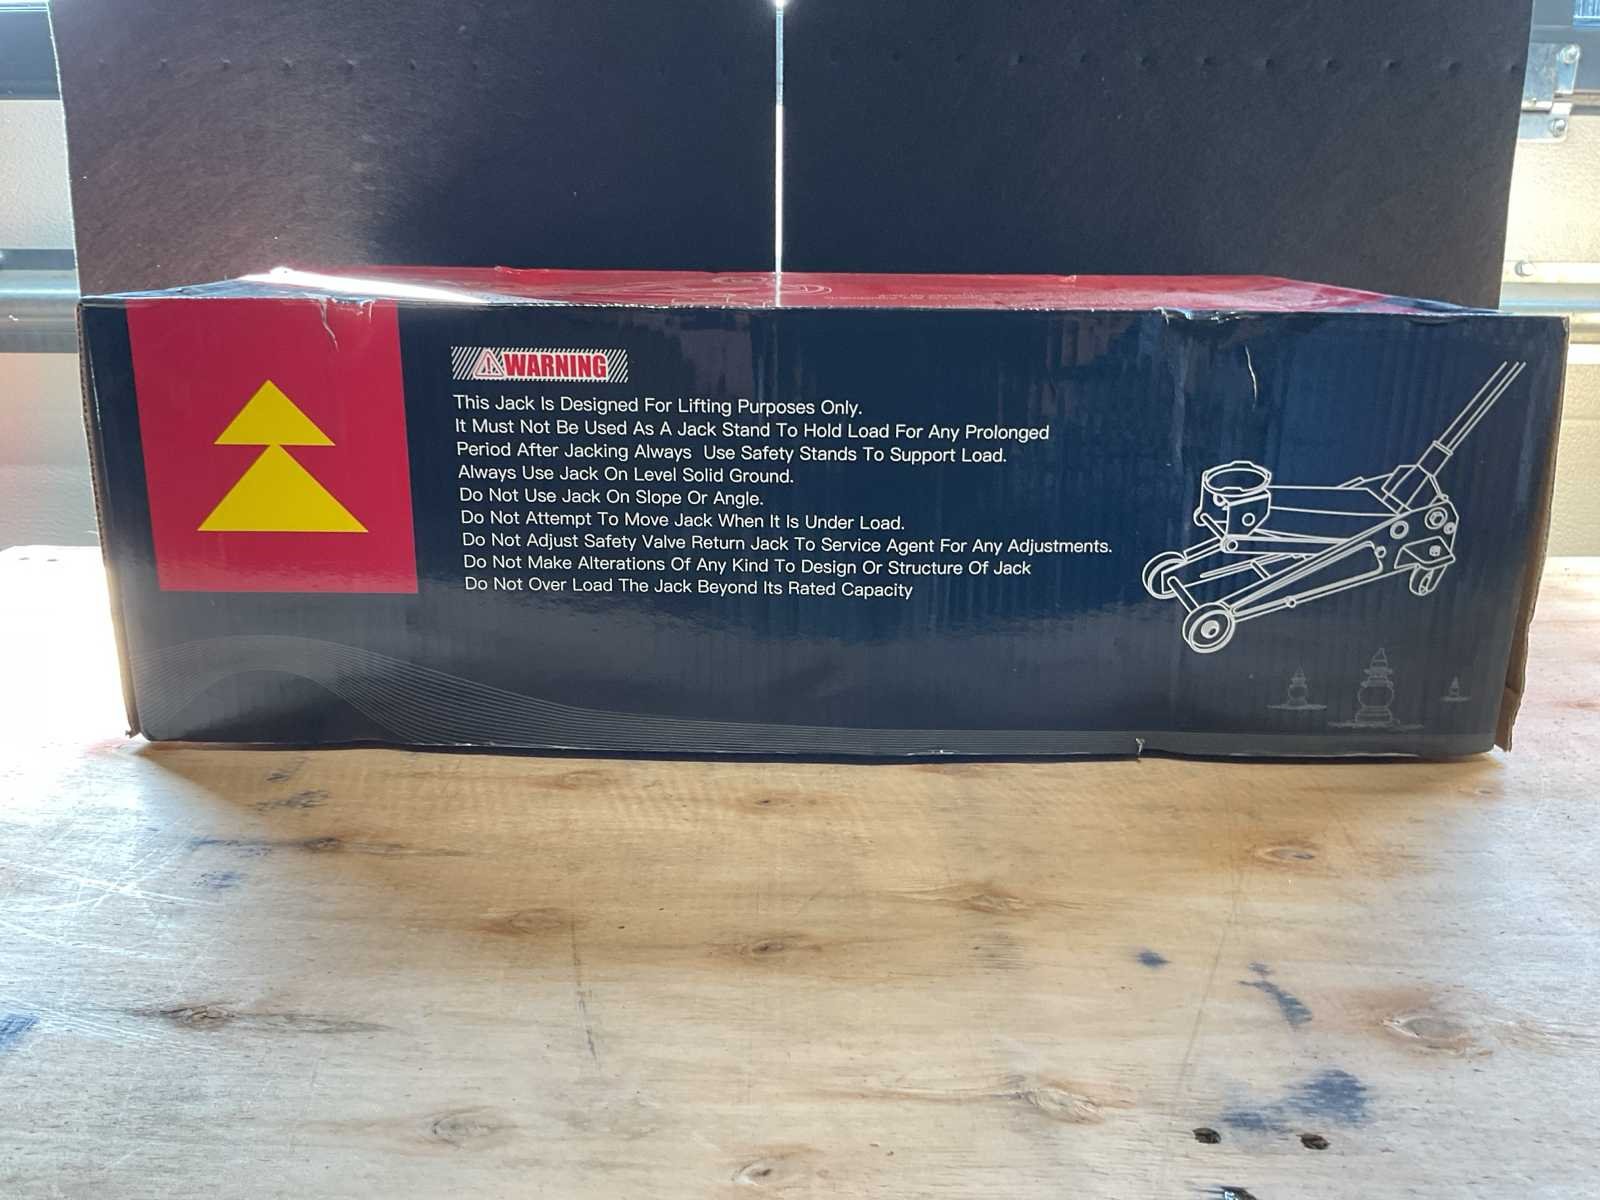 WARNING
This Jack Is Designed For Lifting Purposes Only.
It Must Not Be Used As A Jack Stand To Hold Load For Any Prolonged
Period After Jacking Always Use Safety Stands To Support Load.
Always Use Jack On Level Solid Ground.
Do Not Use Jack On Slope Or Angle.
Do Not Attempt To Move Jack When It Is Under Load.
Do Not Adjust Safety Valve Return Jack To Service Agent For Any Adjustments.
Do Not Make Alterations Of Any Kind To Design Or Structure Of Jack
Do Not Over Load The Jack Beyond Its Rated Capacity